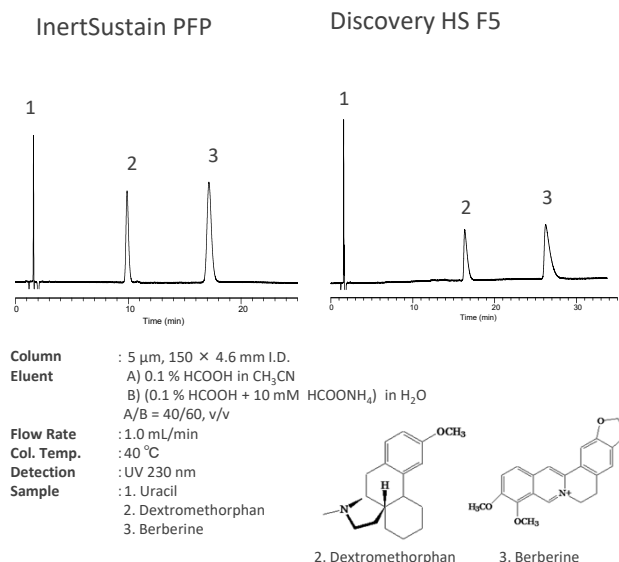 InertSustain PFP
Discovery HS F5
1
2
3
0
10
20
Time (min)
1
2
3
0
10
20
30
Time (min)
Column : 5 µm, 150 × 4.6 mm I.D.
Eluent A) 0.1 % HCOOH in CH₃CN
B) (0.1 % HCOOH + 10 mM HCOONH₄) in H₂O
A/B = 40/60, v/v
Flow Rate : 1.0 mL/min
Col. Temp. : 40 °C
Detection : UV 230 nm
Sample : 1. Uracil
2. Dextromethorphan
3. Berberine
OCH₃
H
N
2. Dextromethorphan
O
N+
H₃CO
OCH₃
3. Berberine